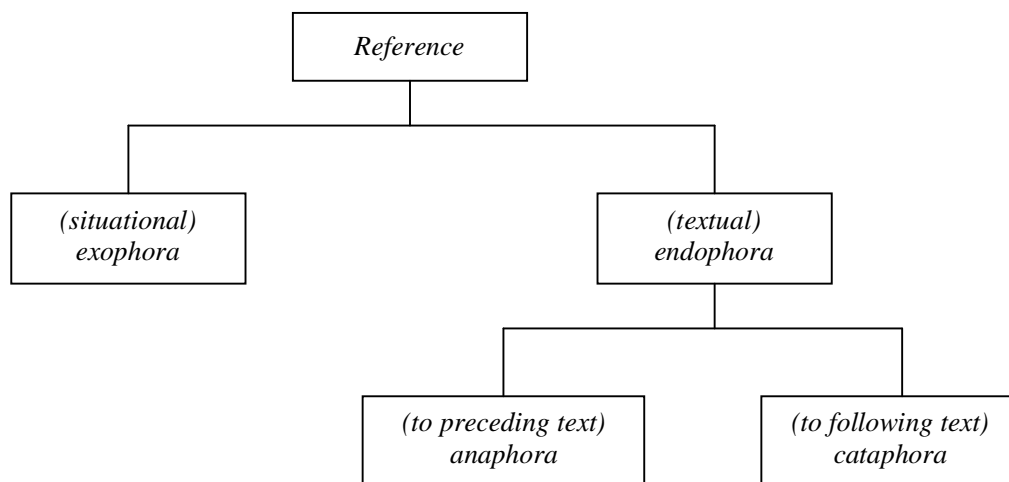 Reference
(situational)
exophora
(textual)
endophora
(to preceding text)
anaphora
(to following text)
cataphora